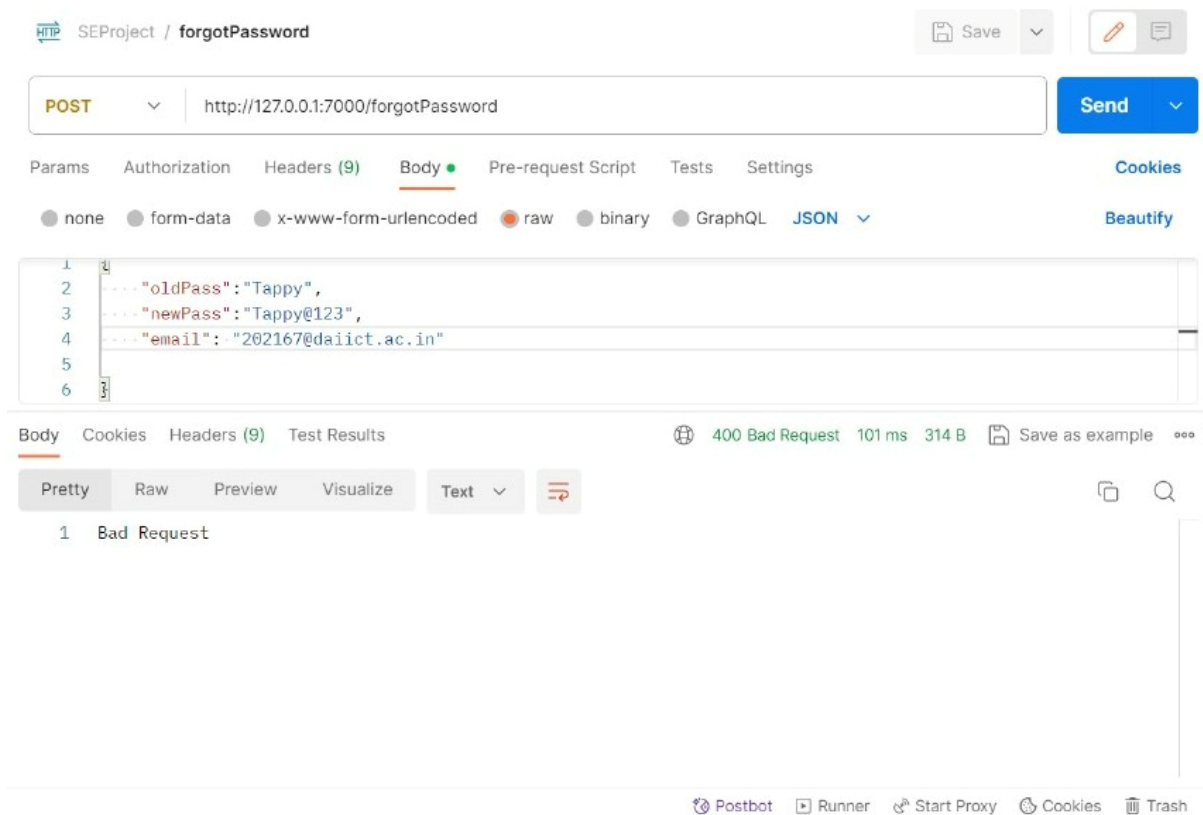 HTTP SEProject / forgotPassword Save
POST http://127.0.0.1:7000/forgotPassword Send
Params Authorization Headers (9) Body Pre-request Script Tests Settings Cookies
none form-data x-www-form-urlencoded raw binary GraphQL JSON Beautify
1 {
2 "oldPass":"Tappy",
3 "newPass":"Tappy@123",
4 "email": "202167@daiict.ac.in"
5
6 }
Body Cookies Headers (9) Test Results 400 Bad Request 101 ms 314 B Save as example
Pretty Raw Preview Visualize Text
1 Bad Request
Postbot Runner Start Proxy Cookies Trash